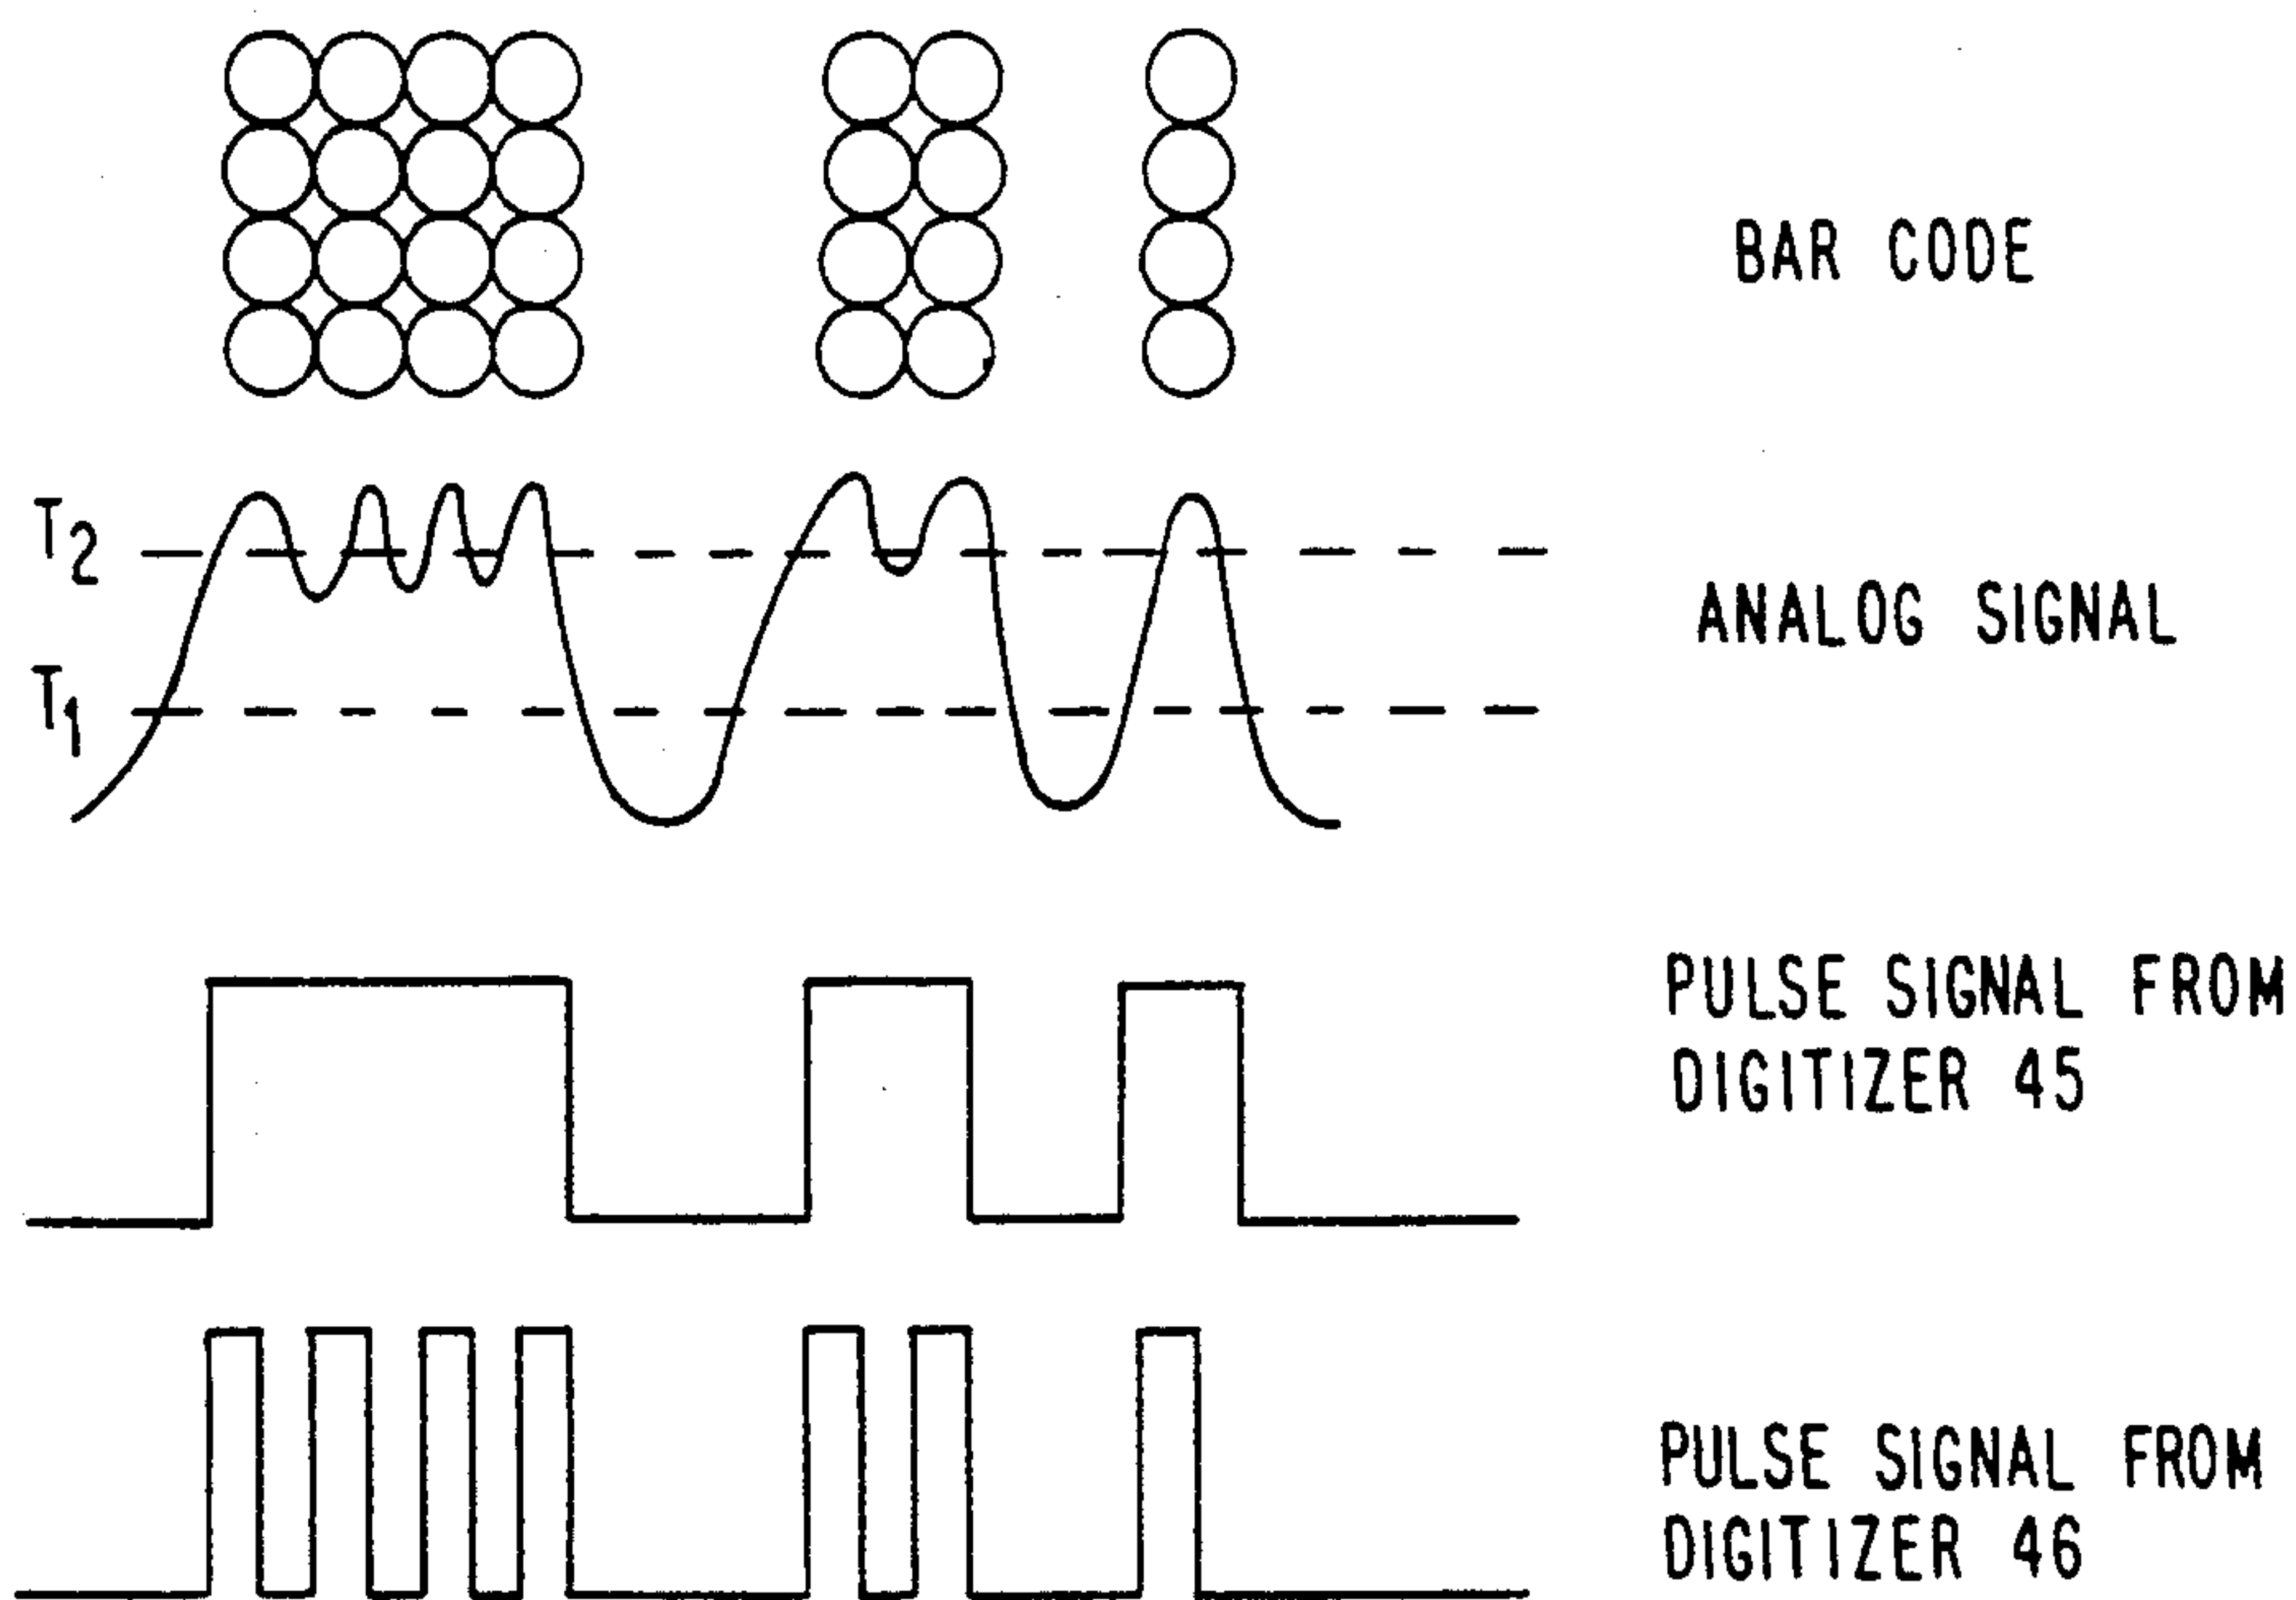 BAR CODE
T2
ANALOG SIGNAL
T1
PULSE SIGNAL FROM
DIGITIZER 45
PULSE SIGNAL FROM
DIGITIZER 46